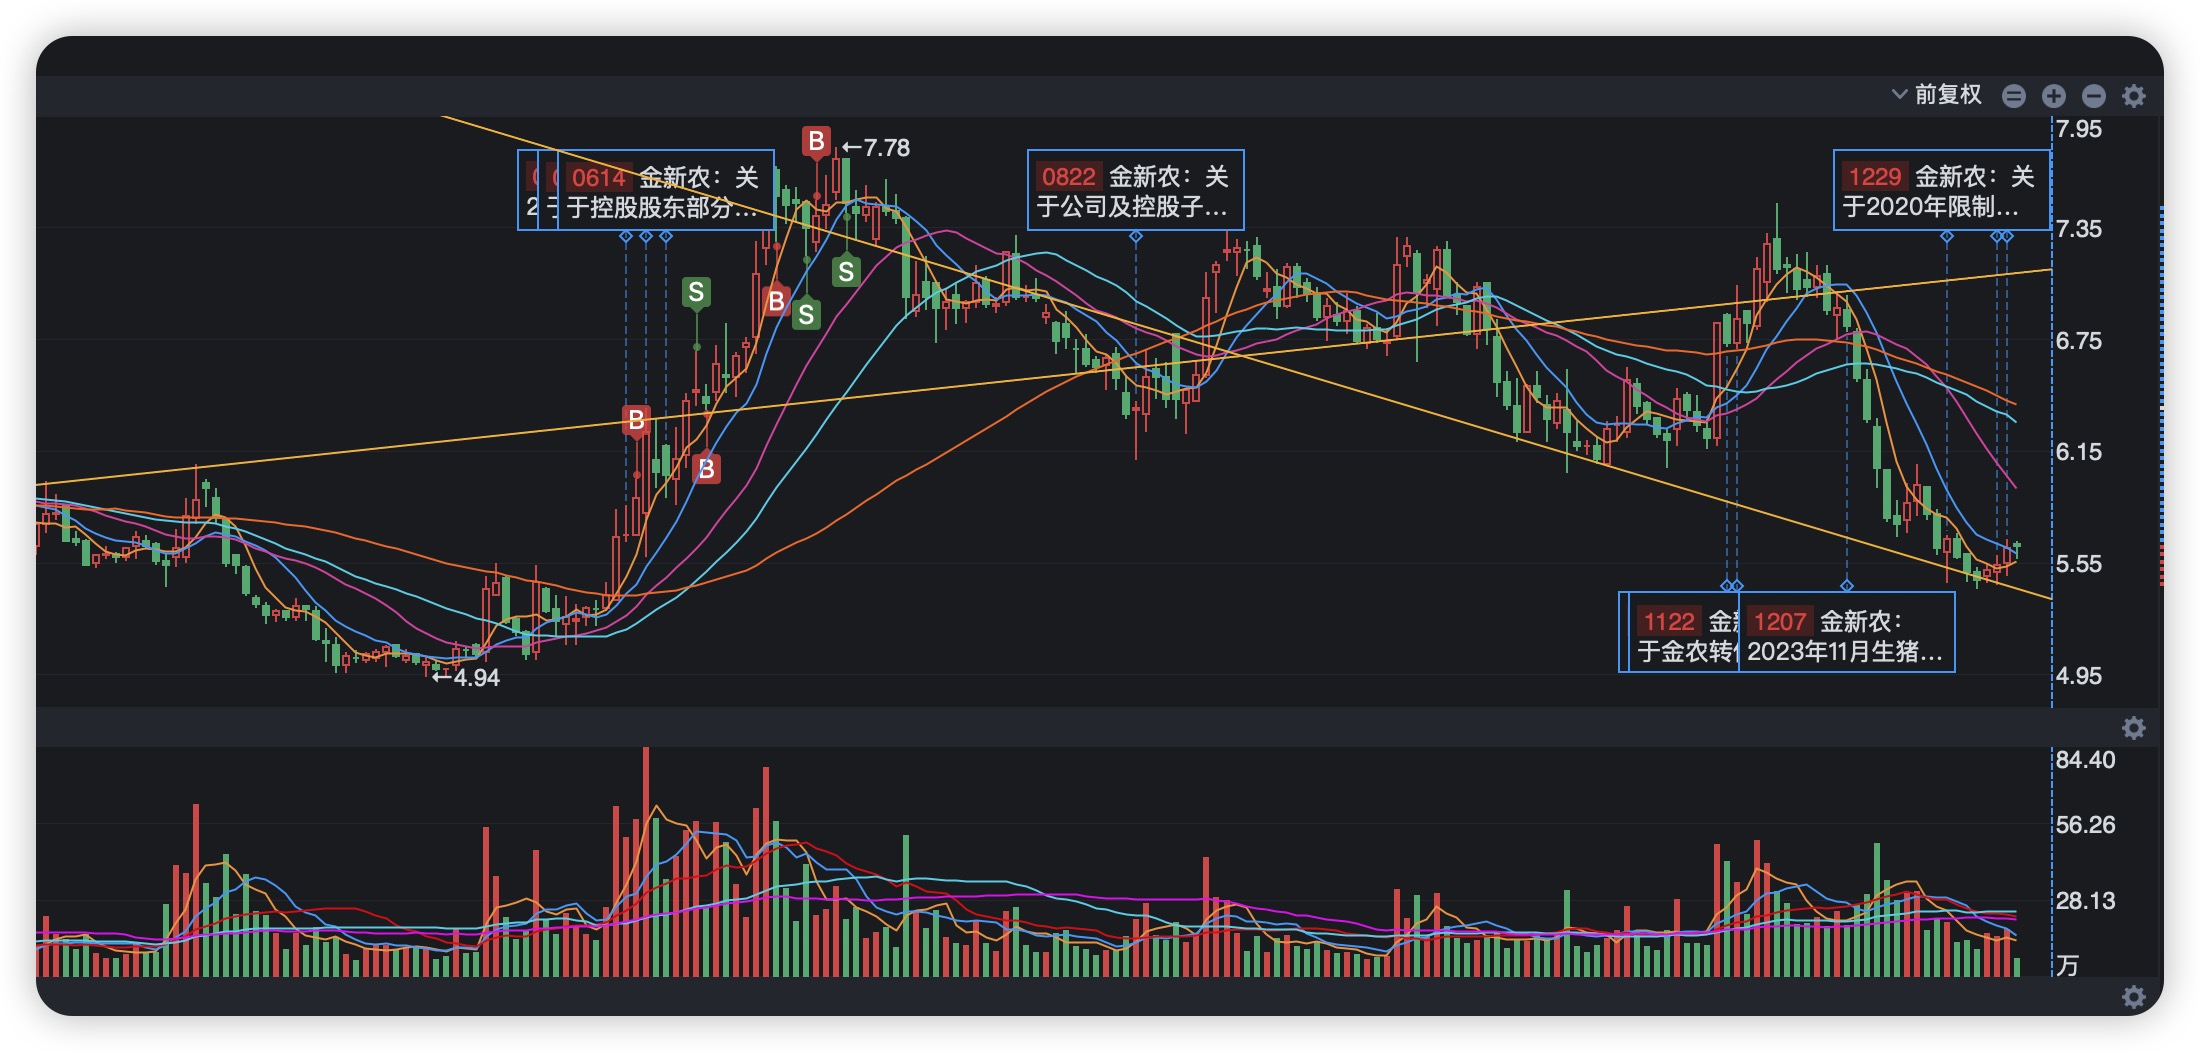 前复权
7.95
B
←7.78
0614 金新农：关
2 于 于控股股东部分...
0822 金新农：关
于公司及控股子...
1229 金新农：关
于2020年限制...
7.35
S
S
B
S
6.75
B
B
6.15
5.55
1122 金新
于金农转
1207 金新农：
2023年11月生猪...
←4.94
4.95
84.40
56.26
28.13
万